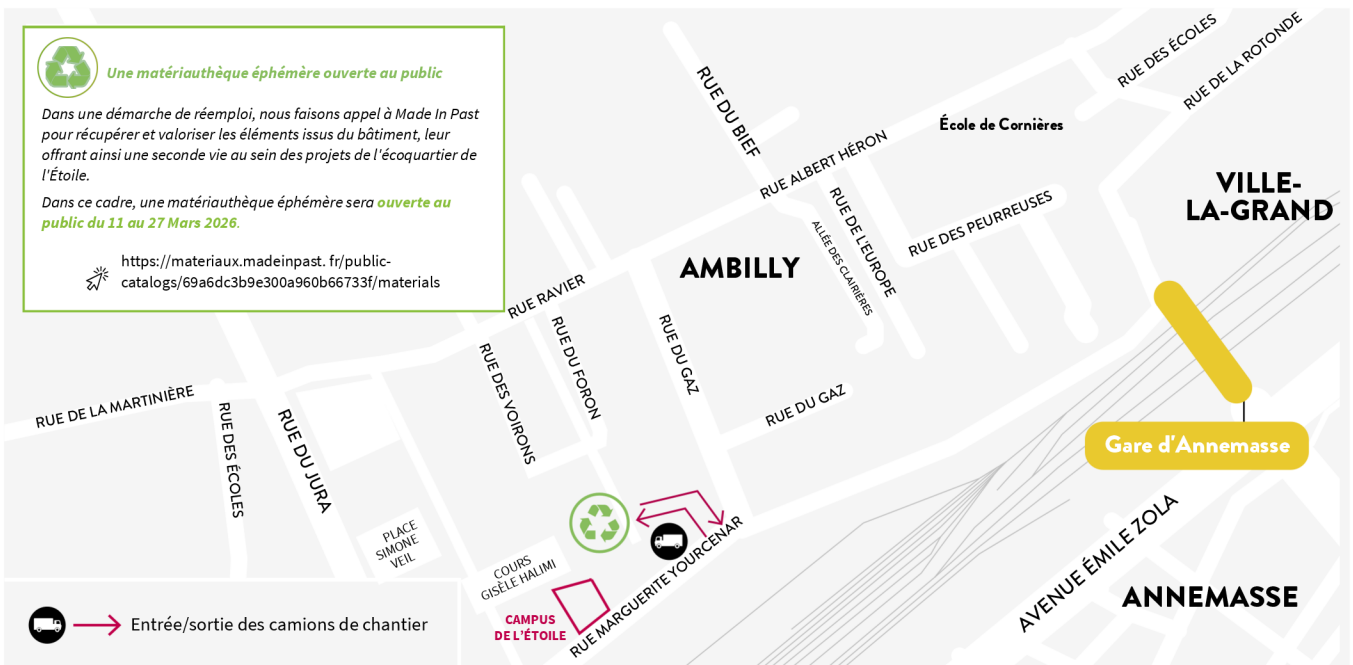 Une matériauthèque éphémère ouverte au public
Dans une démarche de réemploi, nous faisons appel à Made In Past
pour récupérer et valoriser les éléments issus du bâtiment, leur
offrant ainsi une seconde vie au sein des projets de l'écoquartier de
l'Étoile.
Dans ce cadre, une matériauthèque éphémère sera ouverte au
public du 11 au 27 Mars 2026.
https://materiaux.madeinpast. fr/public-
catalogs/69a6dc3b9e300a960b66733f/materials
RUE DU BIEF
RUE ALBERT HÉRON
École de Cornières
RUE DES ÉCOLES
RUE DE LA ROTONDE
VILLE-
LA-GRAND
RUE DE L'EUROPE
ALLÉE DES CLAIRIÈRES
RUE DES PEURREUSES
AMBILLY
RUE RAVIER
RUE DU FORON
RUE DES VOIRONS
RUE DU GAZ
RUE DU GAZ
RUE DE LA MARTINIÈRE
RUE DES ÉCOLES
RUE DU JURA
Gare d'Annemasse
PLACE
SIMONE
VEIL
COURS
GISÈLE HALIMI
CAMPUS
DE L'ÉTOILE
RUE MARGUERITE YOURCENAR
AVENUE ÉMILE ZOLA
ANNEMASSE
Entrée/sortie des camions de chantier